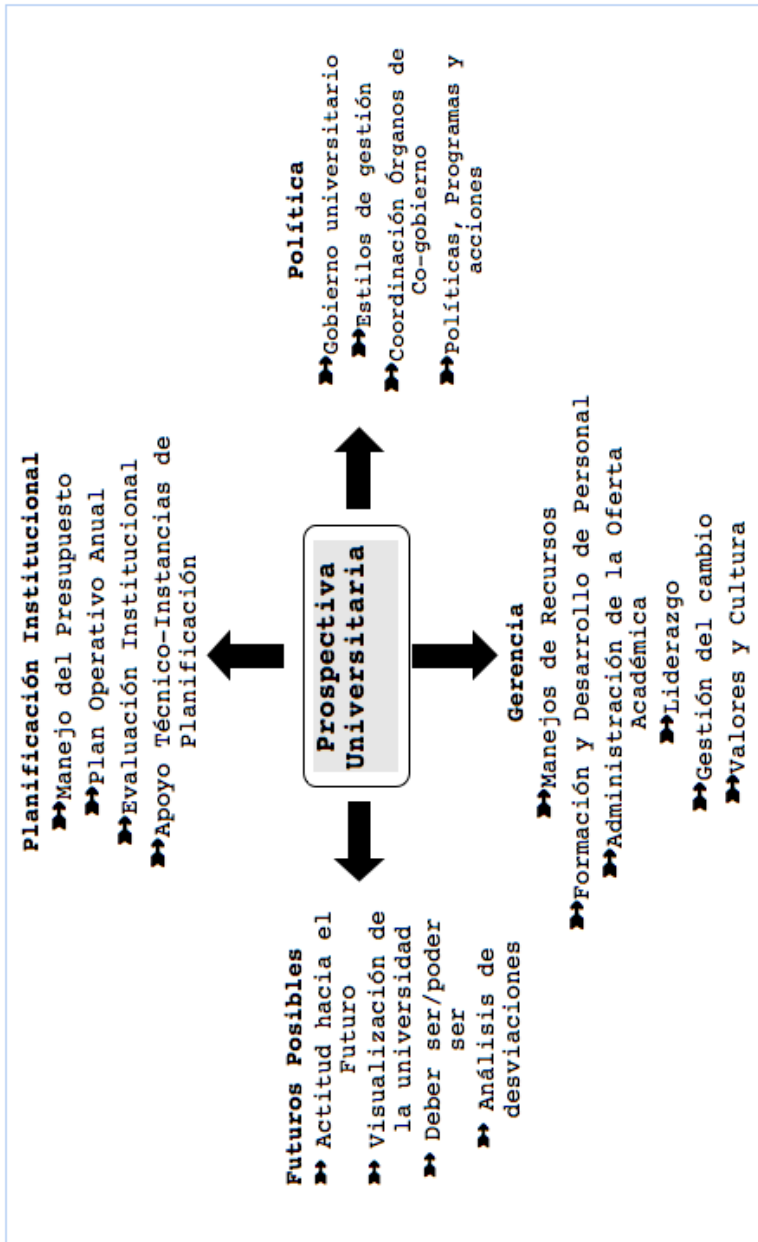 Planificación Institucional
Manejo del Presupuesto
Plan Operativo Anual
Evaluación Institucional
Apoyo Técnico-Instancias de
Planificación
Futuros Posibles
Actitud hacia el
Futuro
Visualización de
la universidad
Deber ser/poder
ser
Análisis de
desviaciones
Prospectiva
Universitaria
Política
Gobierno universitario
Estilos de gestión
Coordinación Órganos de
Co-gobierno
Políticas, Programas y
acciones
Gerencia
Manejos de Recursos
Formación y Desarrollo de Personal
Administración de la Oferta
Académica
Liderazgo
Gestión del cambio
Valores y Cultura